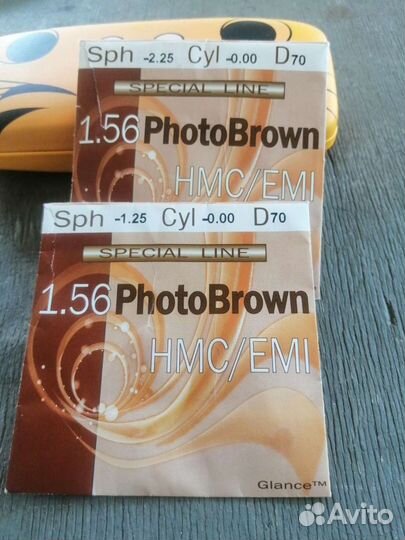 Sph -2.25 Cyl -0.00 D70
SPECIAL LINE
1.56 PhotoBrown
HMC/EMI
Sph -1.25 Cyl -0.00 D70
SPECIAL LINE
1.56 PhotoBrown
HMC/EMI
Glance™
Avito